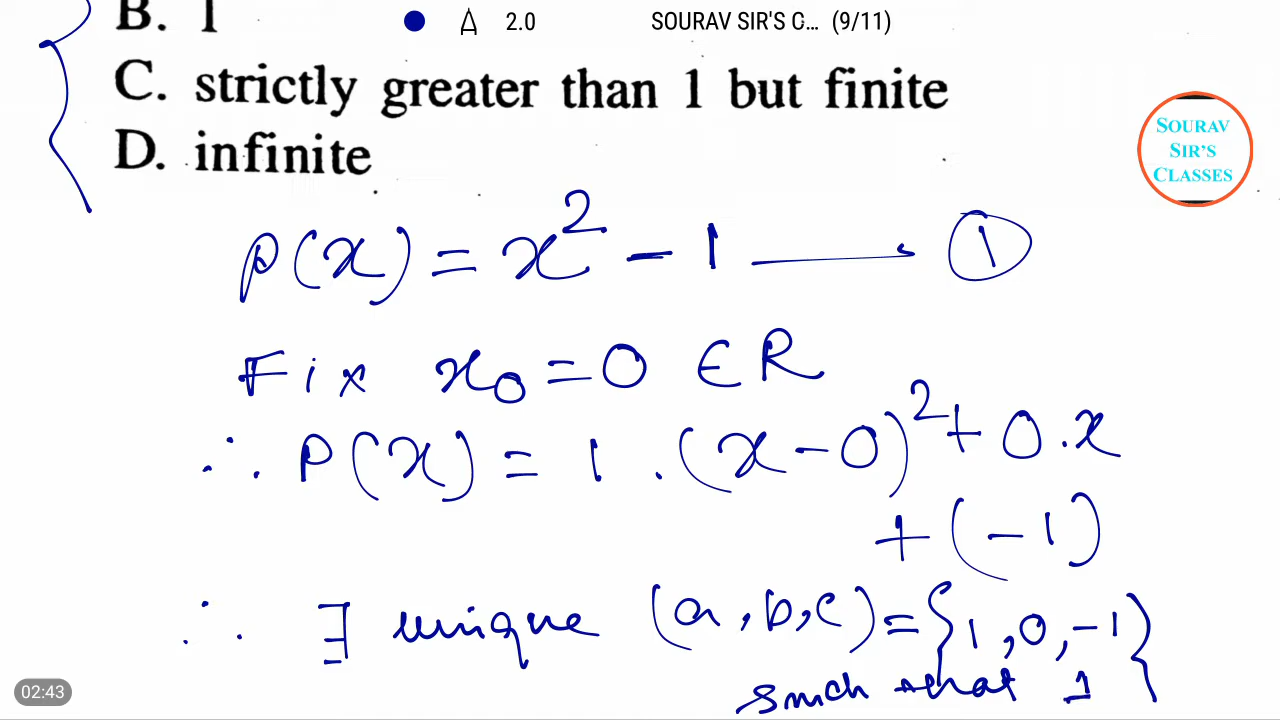 B. 1
2.0 SOURAV SIR'S C... (9/11)
C. strictly greater than 1 but finite
D. infinite
SOURAV
SIR'S
CLASSES
p(x) = x² - 1 ——— ①
Fix x₀ = 0 ∈ R
∴ P(x) = 1 . (x - 0)² + 0.x
+ (-1)
∴ ∃ unique (a, b, c) = {1, 0, -1}
such that 1
02:43